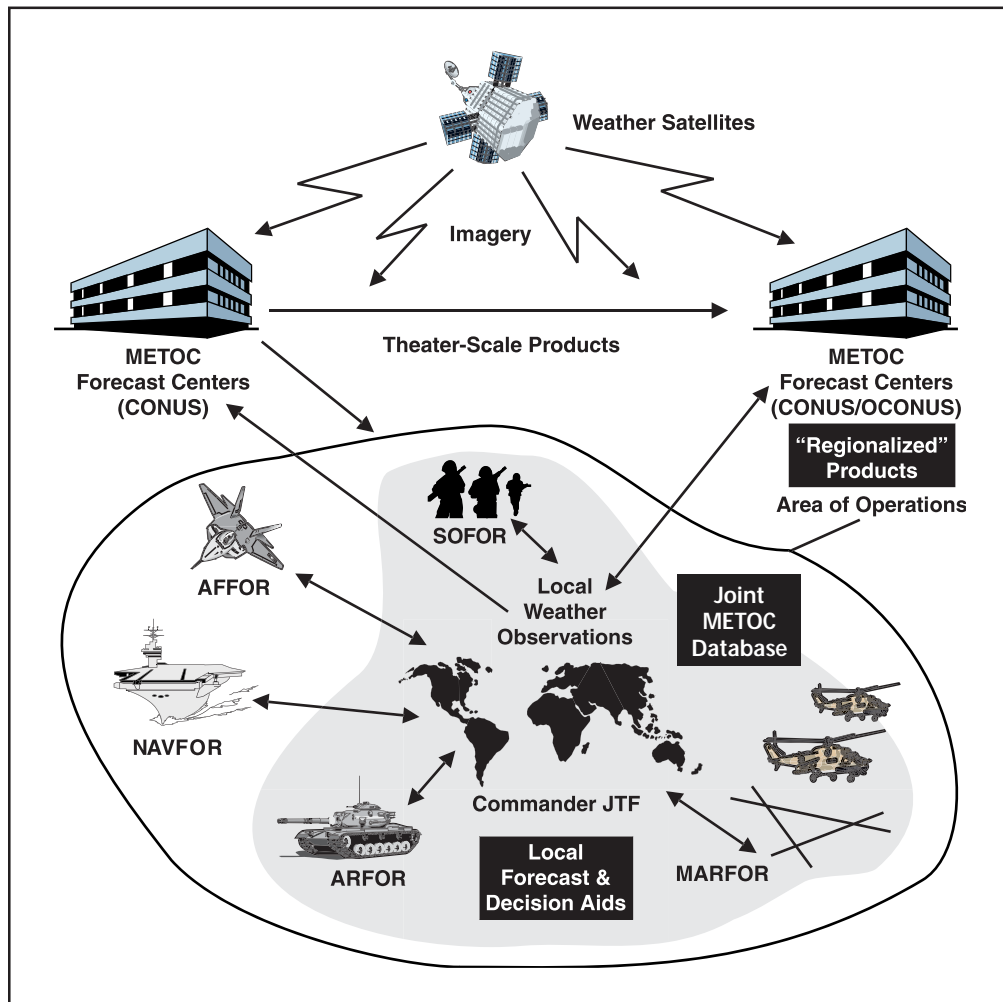 Weather Satellites
Imagery
Theater-Scale Products
METOC
Forecast Centers
(CONUS)
METOC
Forecast Centers
(CONUS/OCONUS)
“Regionalized”
Products
Area of Operations
SOFOR
AFFOR
Local
Weather
Observations
Joint
METOC
Database
NAVFOR
Commander JTF
ARFOR
Local
Forecast &
Decision Aids
MARFOR